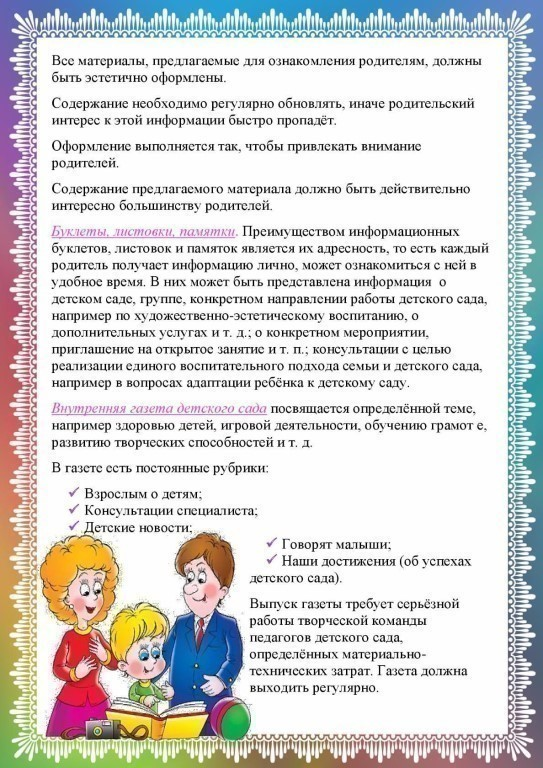 Все материалы, предлагаемые для ознакомления родителям, должны
быть эстетично оформлены.
Содержание необходимо регулярно обновлять, иначе родительский
интерес к этой информации быстро пропадёт.
Оформление выполняется так, чтобы привлекать внимание
родителей.
Содержание предлагаемого материала должно быть действительно
интересно большинству родителей.
Буклеты, листовки, памятки. Преимуществом информационных
буклетов, листовок и памяток является их адресность, то есть каждый
родитель получает информацию лично, может ознакомиться с ней в
удобное время. В них может быть представлена информация о
детском саде, группе, конкретном направлении работы детского сада,
например по художественно-эстетическому воспитанию, о
дополнительных услугах и т. д.; о конкретном мероприятии,
приглашение на открытое занятие и т. п.; консультации с целью
реализации единого воспитательного подхода семьи и детского сада,
например в вопросах адаптации ребёнка к детскому саду.
Внутренняя газета детского сада посвящается определённой теме,
например здоровью детей, игровой деятельности, обучению грамот е,
развитию творческих способностей и т. д.
В газете есть постоянные рубрики:
✓ Взрослым о детям;
✓ Консультации специалиста;
✓ Детские новости;
✓ Говорят малыши;
✓ Наши достижения (об успехах
детского сада).
Выпуск газеты требует серьёзной
работы творческой команды
педагогов детского сада,
определённых материально-
технических затрат. Газета должна
выходить регулярно.